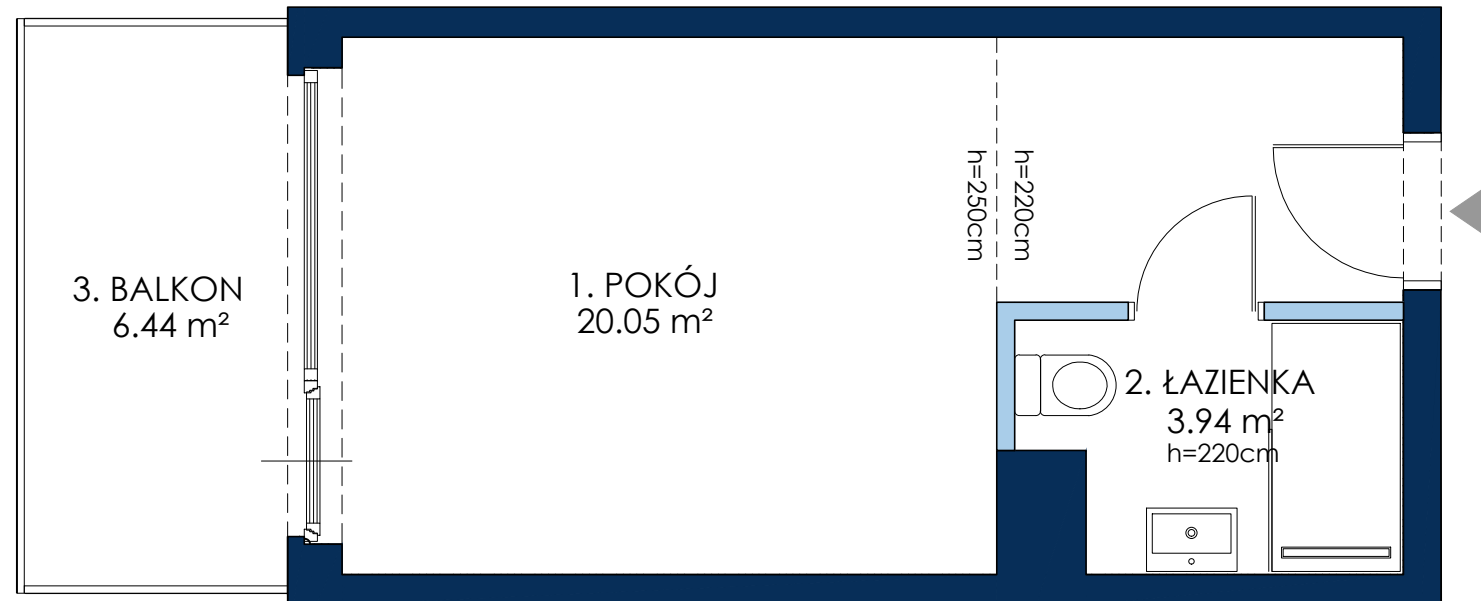 3. BALKON
6.44 m²
1. POKÓJ
20.05 m²
h=250cm
h=220cm
2. ŁAZIENKA
3.94 m²
h=220cm